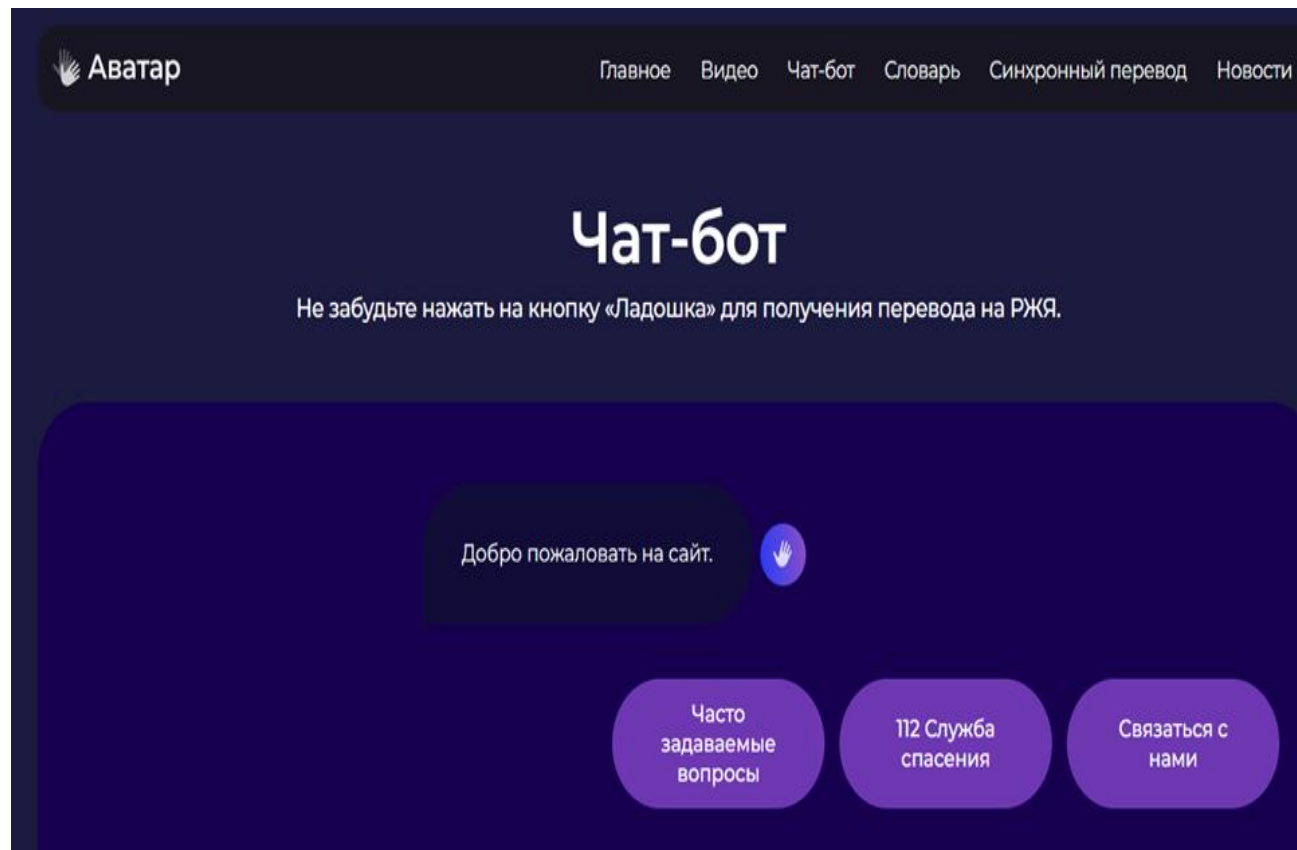 Аватар
Главное Видео Чат-бот Словарь Синхронный перевод Новости
Чат-бот
Не забудьте нажать на кнопку «Ладошка» для получения перевода на РЖЯ.
Добро пожаловать на сайт.
Часто
задаваемые
вопросы
112 Служба
спасения
Связаться с
нами